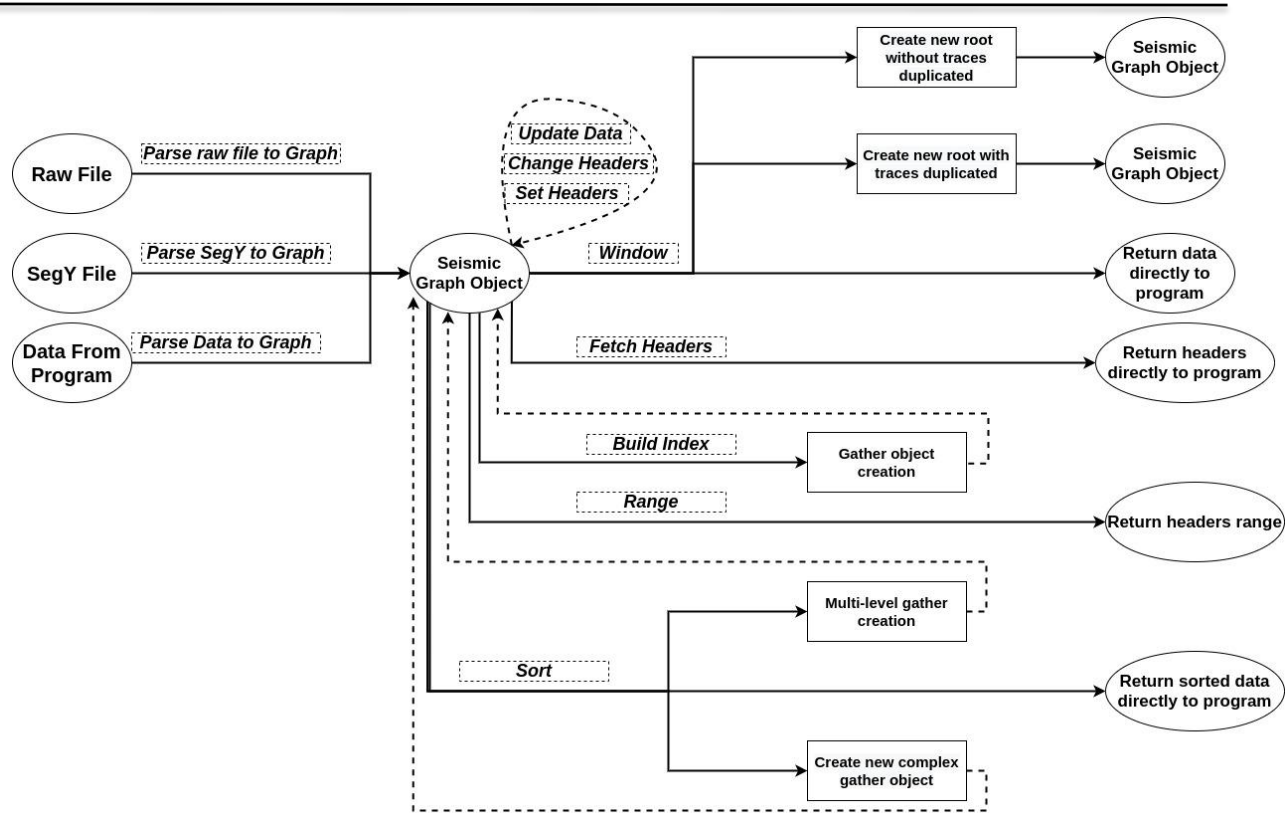 Create new root
without traces
duplicated
Seismic
Graph Object
Update Data
Change Headers
Set Headers
Parse raw file to Graph
Raw File
Create new root with
traces duplicated
Seismic
Graph Object
Parse SegY to Graph
SegY File
Seismic
Graph Object
Window
Return data
directly to
program
Parse Data to Graph
Data From
Program
Fetch Headers
Return headers
directly to program
Build Index
Gather object
creation
Range
Return headers range
Multi-level gather
creation
Sort
Return sorted data
directly to program
Create new complex
gather object